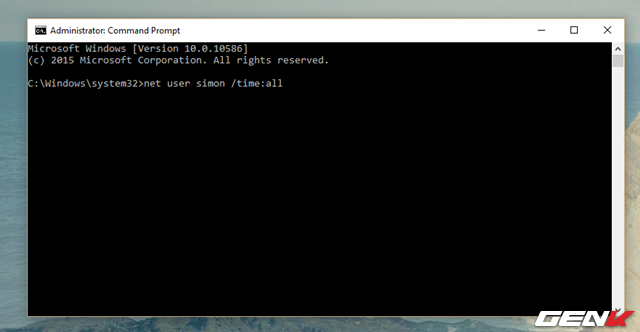 Administrator: Command Prompt
Microsoft Windows [Version 10.0.10586]
(c) 2015 Microsoft Corporation. All rights reserved.
C:\Windows\system32>net user simon /time:all
GENK